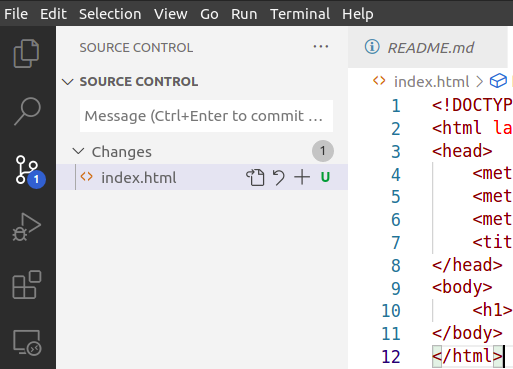 File Edit Selection View Go Run Terminal Help
SOURCE CONTROL
SOURCE CONTROL
Message (Ctrl+Enter to commit ...
Changes 1
index.html U
1
README.md
index.html
1 <!DOCTYP
2 <html la
3 <head>
4 <met
5 <met
6 <met
7 <tit
8 </head>
9 <body>
10 <h1>
11 </body>
12 </html>